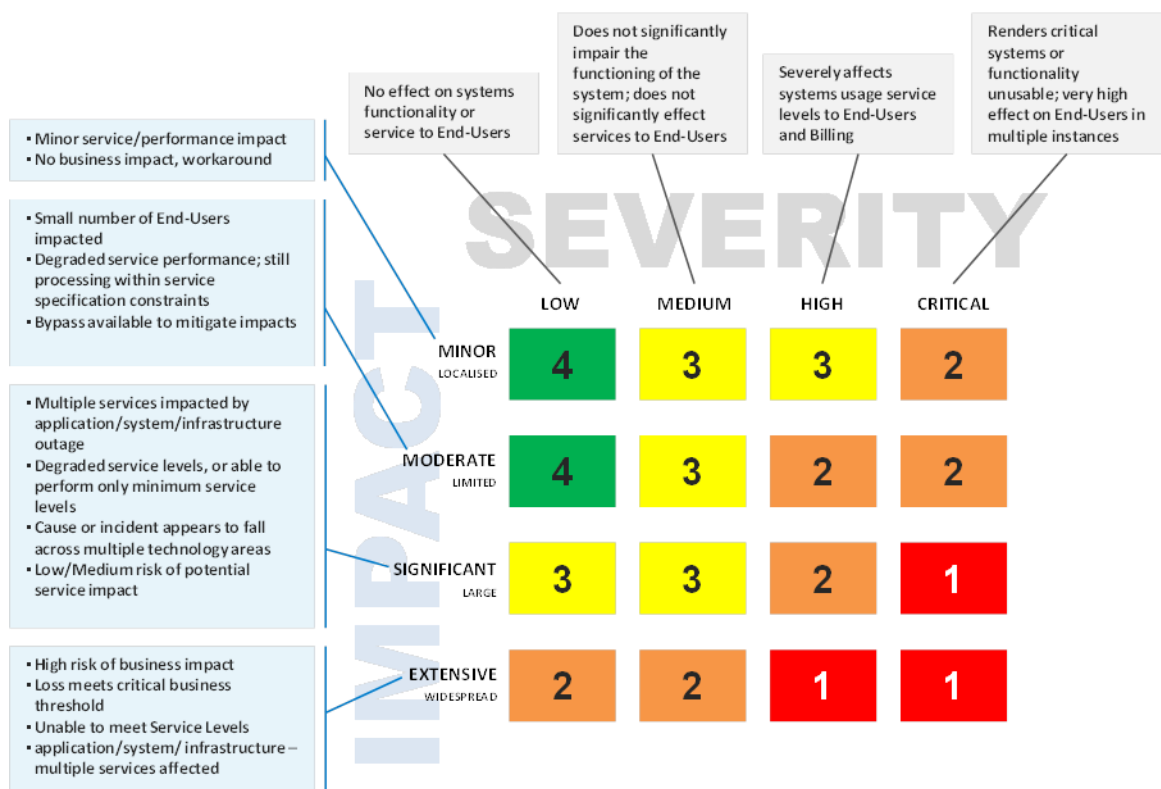 No effect on systems
functionality or
service to End-Users
Does not significantly
impair the
functioning of the
system; does not
significantly effect
services to End-Users
Severely affects
systems usage service
levels to End-Users
and Billing
Renders critical
systems or
functionality
unusable; very high
effect on End-Users in
multiple instances
▪ Minor service/performance impact
▪ No business impact, workaround
▪ Small number of End-Users
impacted
▪ Degraded service performance; still
processing within service
specification constraints
▪ Bypass available to mitigate impacts
▪ Multiple services impacted by
application/system/infrastructure
outage
▪ Degraded service levels, or able to
perform only minimum service
levels
▪ Cause or incident appears to fall
across multiple technology areas
▪ Low/Medium risk of potential
service impact
▪ High risk of business impact
▪ Loss meets critical business
threshold
▪ Unable to meet Service Levels
▪ application/system/ infrastructure –
multiple services affected
SEVERITY
IMPACT
LOW MEDIUM HIGH CRITICAL
MINOR
LOCALISED
4 3 3 2
MODERATE
LIMITED
4 3 2 2
SIGNIFICANT
LARGE
3 3 2 1
EXTENSIVE
WIDESPREAD
2 2 1 1